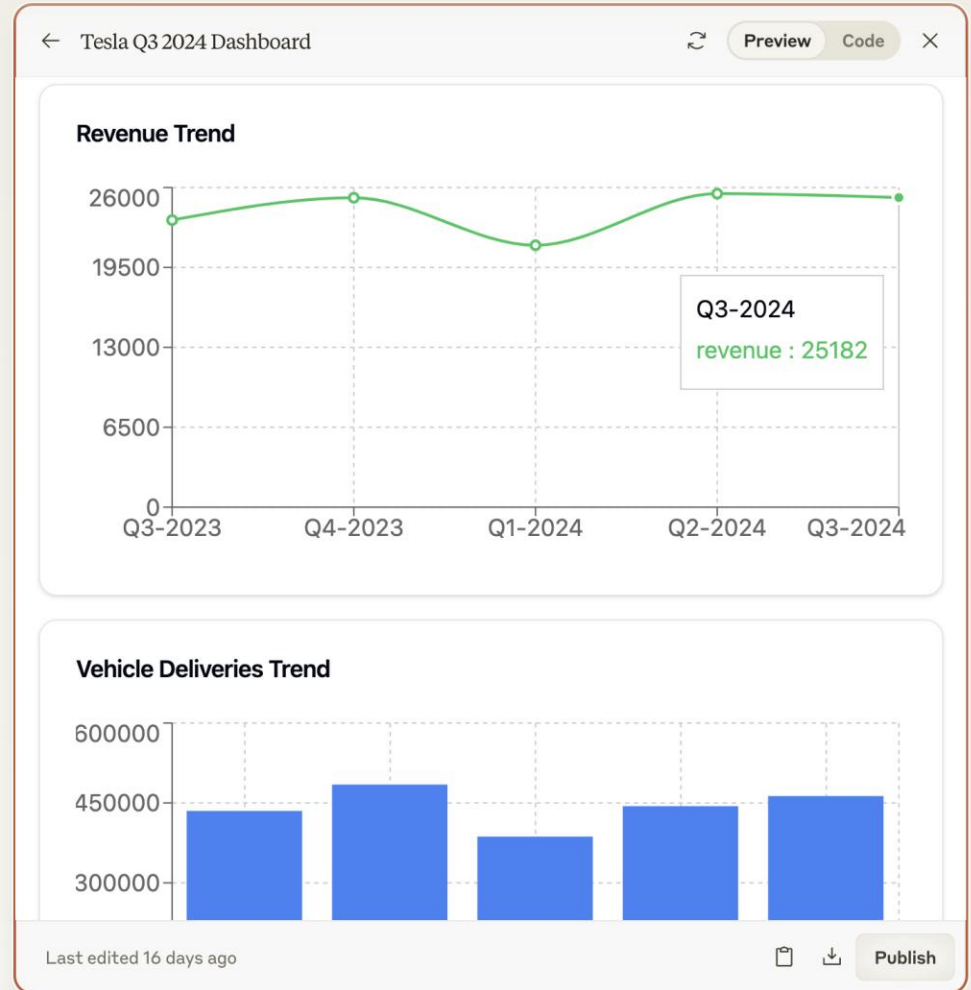 Tesla Q3 2024 Dashboard
Preview
Code
Revenue Trend
26000
19500
13000
6500
0
Q3-2024
revenue : 25182
Q3-2023
Q4-2023
Q1-2024
Q2-2024
Q3-2024
Vehicle Deliveries Trend
600000
450000
300000
Last edited 16 days ago
Publish